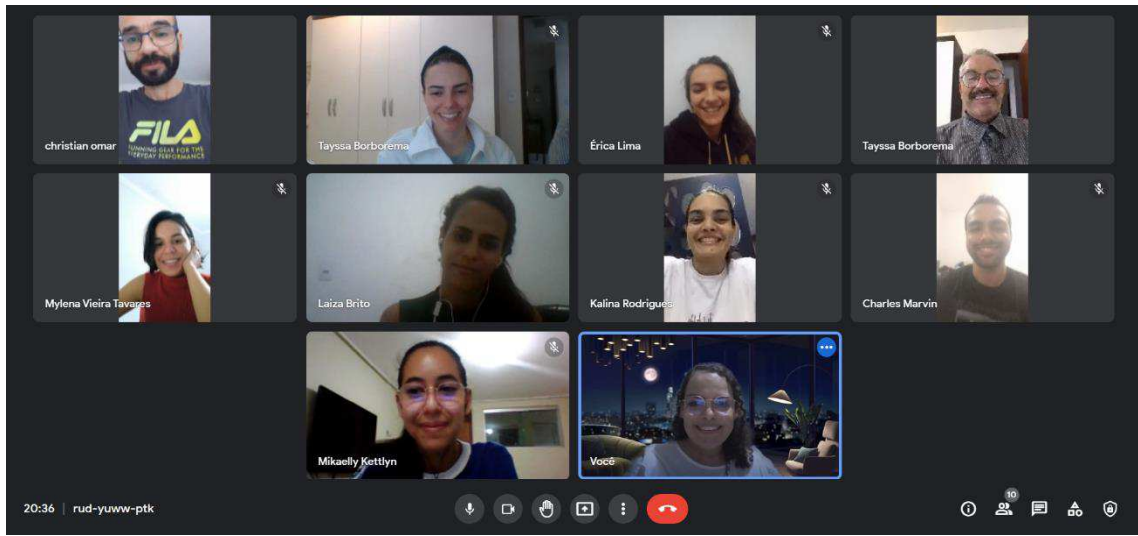 FILA
RUNNING GEAR FOR THE
EVERYDAY PERFORMANCE
christian omar
Tayssa Borborema
Érica Lima
Tayssa Borborema
Mylena Vieira Tavares
Laiza Brito
Kalina Rodrigues
Charles Marvin
Mikaelly Kettlyn
Você
20:36 | rud-yuww-ptk
10